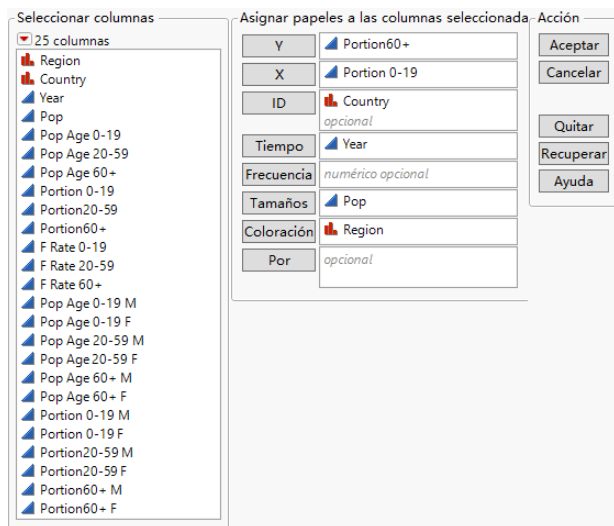 Seleccionar columnas
25 columnas
Region
Country
Year
Pop
Pop Age 0-19
Pop Age 20-59
Pop Age 60+
Portion 0-19
Portion20-59
Portion60+
F Rate 0-19
F Rate 20-59
F Rate 60+
Pop Age 0-19 M
Pop Age 0-19 F
Pop Age 20-59 M
Pop Age 20-59 F
Pop Age 60+ M
Pop Age 60+ F
Portion 0-19 M
Portion 0-19 F
Portion20-59 M
Portion20-59 F
Portion60+ M
Portion60+ F
Asignar papeles a las columnas seleccionada
Y Portion60+
X Portion 0-19
ID Country
opcional
Tiempo Year
Frecuencia numérico opcional
Tamaños Pop
Coloración Region
Por opcional
Acción
Aceptar
Cancelar
Quitar
Recuperar
Ayuda